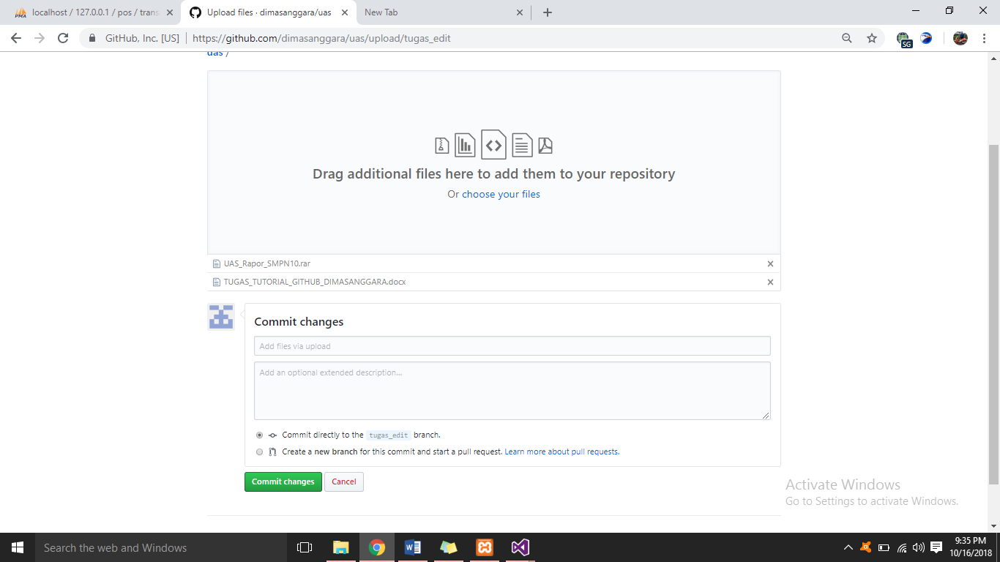 localhost / 127.0.0.1 / pos / trans
Upload files · dimasanggara/uas
New Tab
GitHub, Inc. [US]
https://github.com/dimasanggara/uas/upload/tugas_edit
SG
uas /
Drag additional files here to add them to your repository
Or choose your files
UAS_Rapor_SMPN10.rar
TUGAS_TUTORIAL_GITHUB_DIMASANGGARA.docx
Commit changes
Add files via upload
Add an optional extended description...
Commit directly to the tugas_edit branch.
Create a new branch for this commit and start a pull request. Learn more about pull requests.
Commit changes
Cancel
Activate Windows
Go to Settings to activate Windows.
Search the web and Windows
9:35 PM
10/16/2018